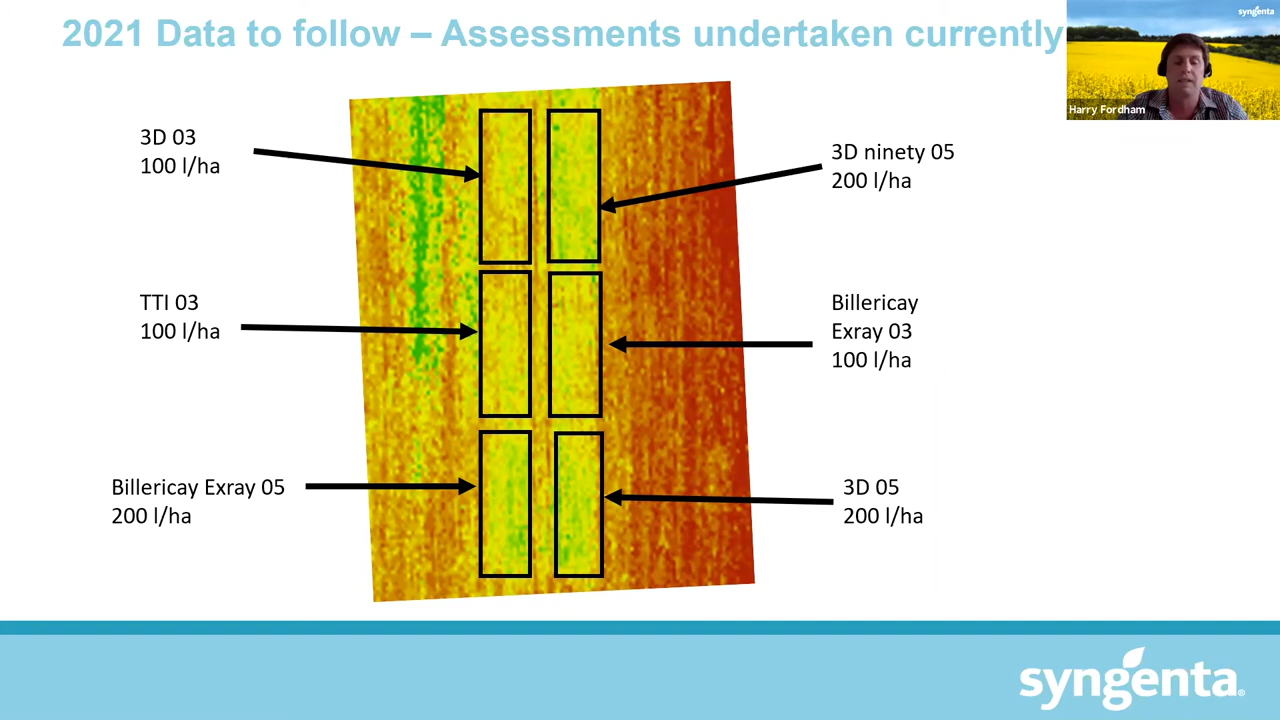 2021 Data to follow – Assessments undertaken currently
syngenta
Harry Fordham
3D 03
100 l/ha
3D ninety 05
200 l/ha
TTI 03
100 l/ha
Billericay
Exray 03
100 l/ha
Billericay Exray 05
200 l/ha
3D 05
200 l/ha
syngenta®